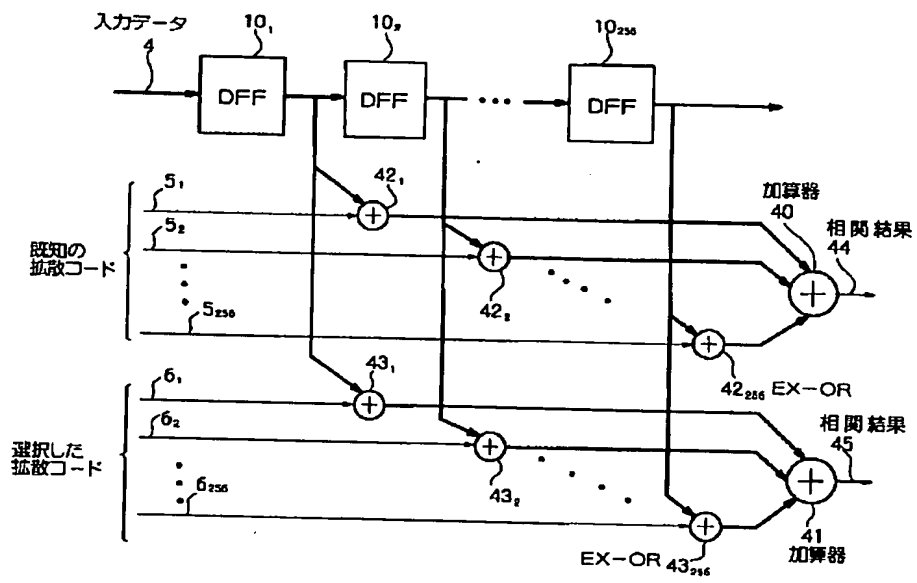 入力データ
4
10₁
10₂
10₂₅₆
DFF
DFF
DFF
5₁
5₂
5₂₅₆
既知の
拡散コード
42₁
42₂
42₂₅₆ EX-OR
加算器
40
相関結果
44
6₁
6₂
6₂₅₆
選択した
拡散コード
43₁
43₂
EX-OR 43₂₅₆
相関結果
45
41
加算器